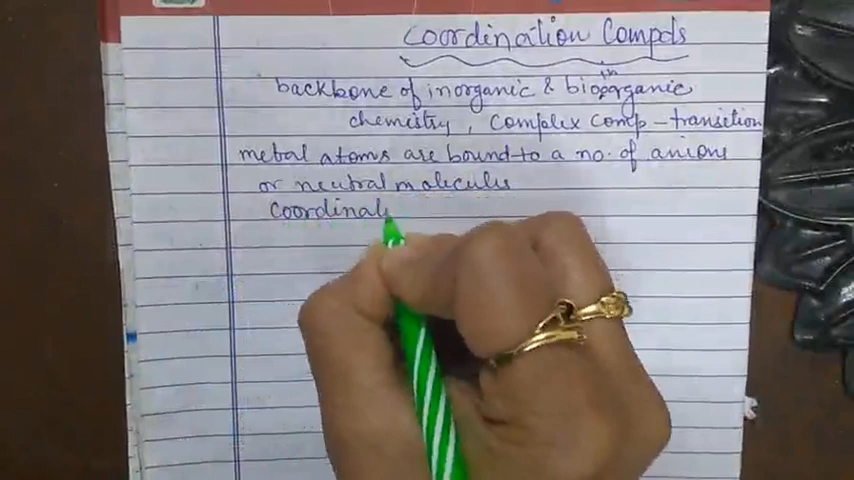 Coordination Compds
backbone of inorganic & bioinorganic
chemistry, Complex Comp - transition
metal atoms are bound to a no. of anions
or neutral molecules
Coordinat